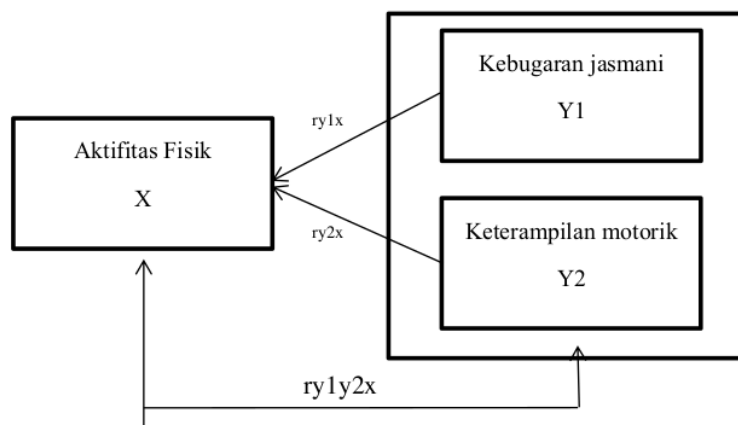 Aktifitas Fisik
X
ry1x
ry2x
Kebugaran jasmani
Y1
Keterampilan motorik
Y2
ry1y2x